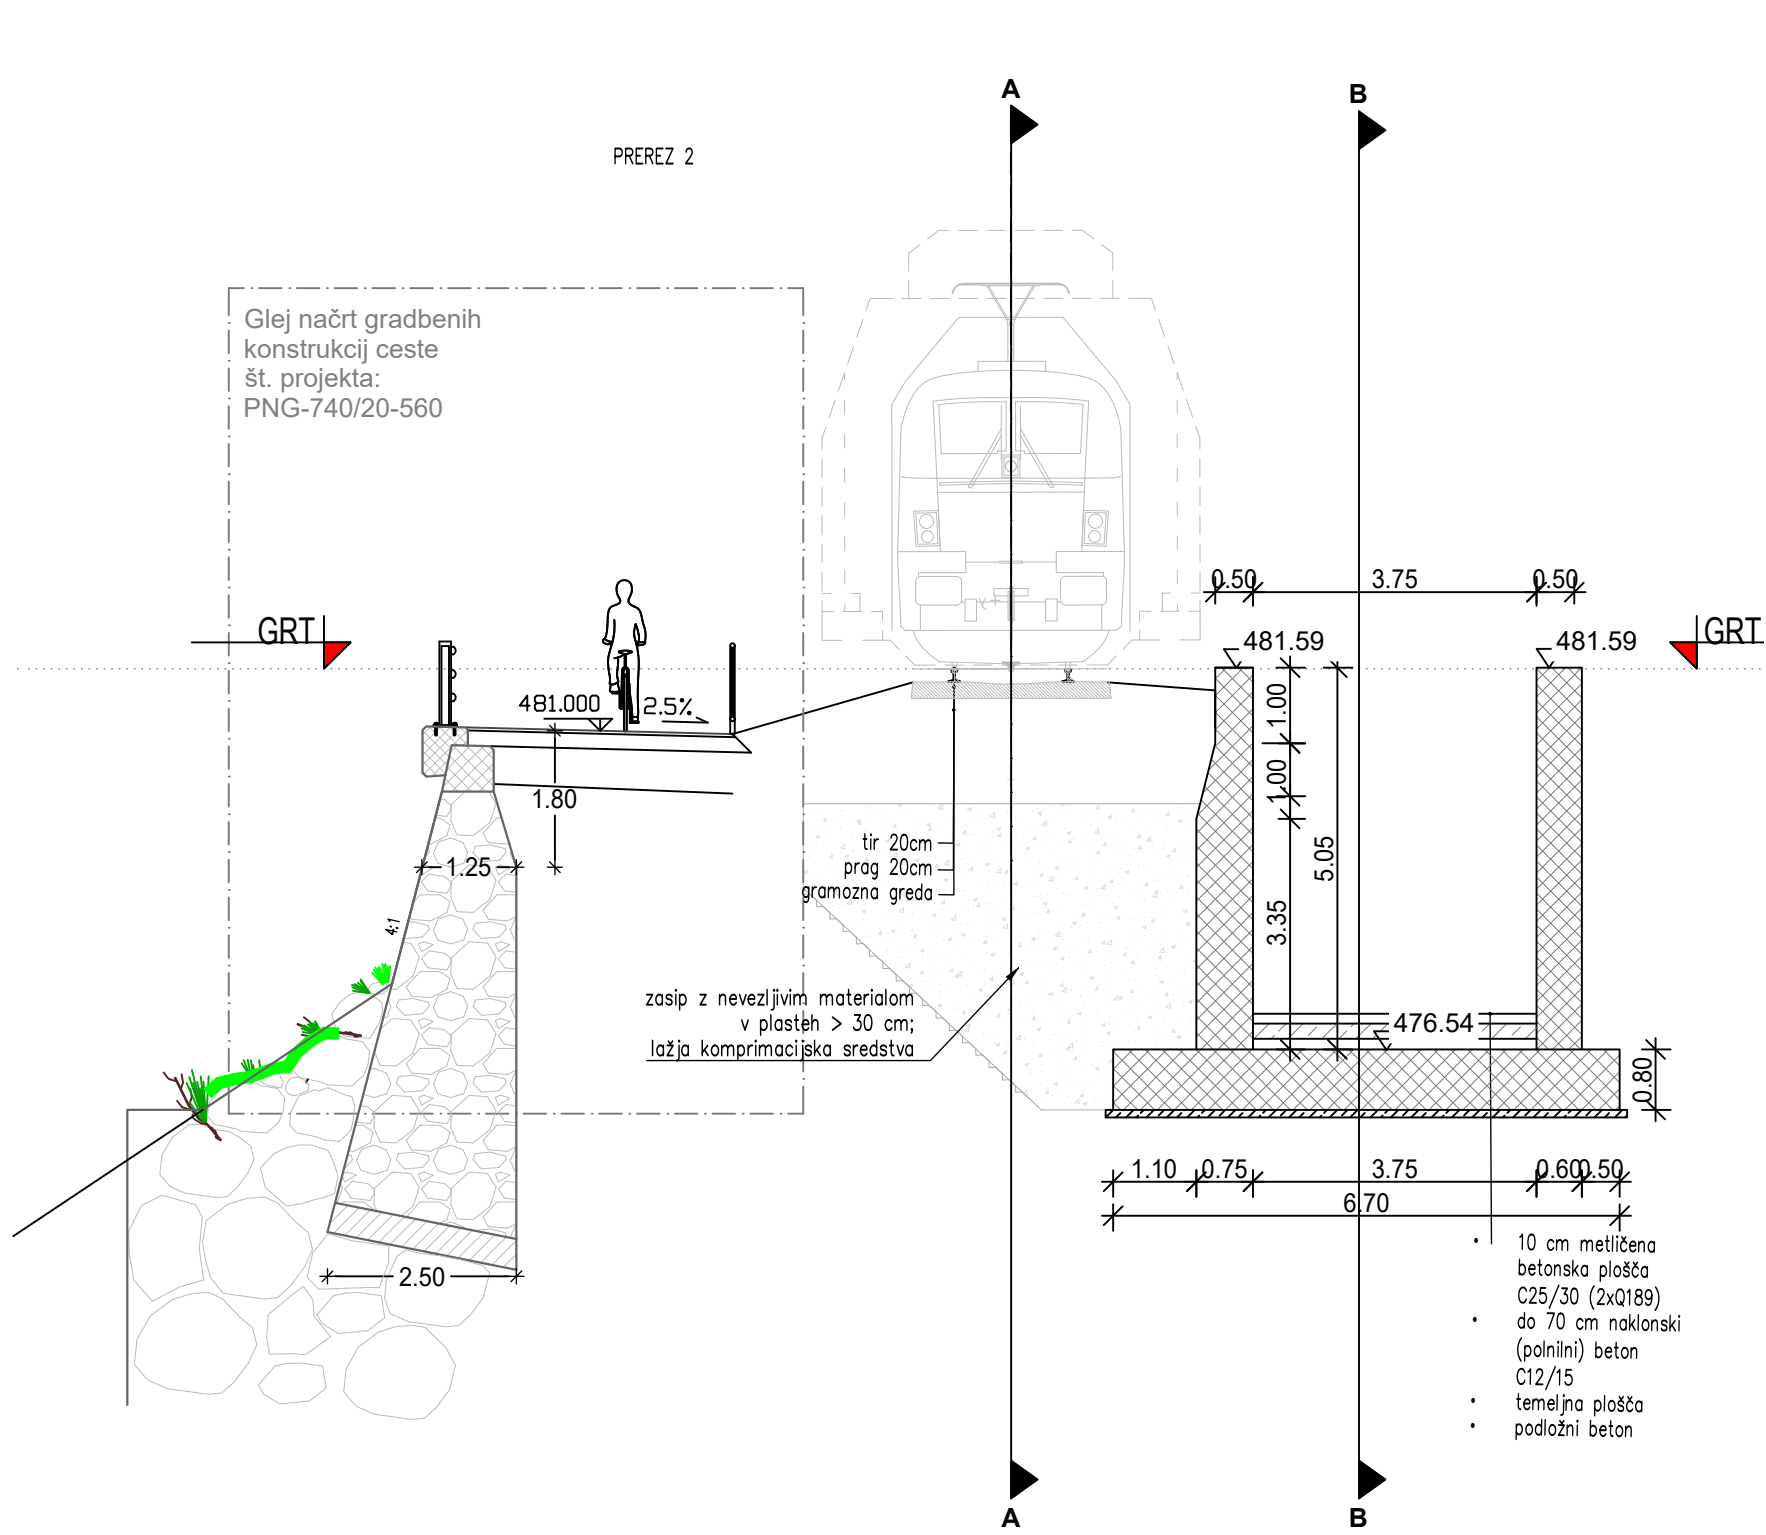 A
B
PREREZ 2
Glej načrt gradbenih
konstrukcij ceste
št. projekta:
PNG-740/20-560
0.50
3.75
0.50
GRT
481.59
481.59
GRT
481.000
2.5%
1.00
1.80
1.00
tir 20cm
prag 20cm
gramozna greda
1.25
5.05
3.35
4:1
zasip z nevezljivim materialom
v plasteh > 30 cm;
lažja komprimacijska sredstva
476.54
0.80
1.10
0.75
3.75
0.60
0.50
6.70
2.50
• 10 cm metličena
betonska plošča
C25/30 (2xQ189)
• do 70 cm naklonski
(polnilni) beton
C12/15
• temeljna plošča
• podložni beton
A
B